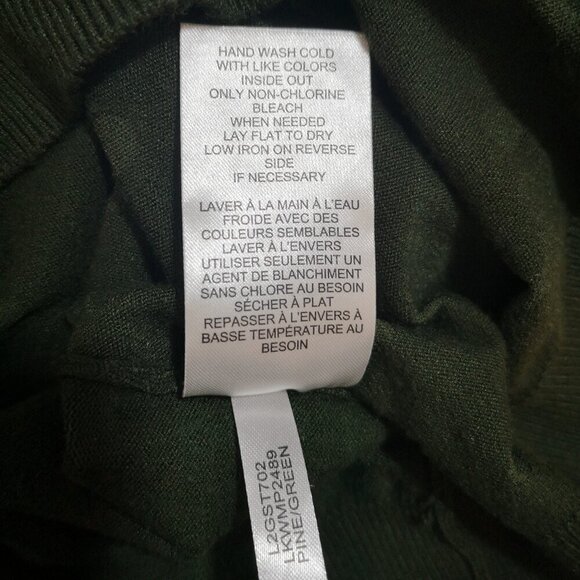 HAND WASH COLD
WITH LIKE COLORS
INSIDE OUT
ONLY NON-CHLORINE
BLEACH
WHEN NEEDED
LAY FLAT TO DRY
LOW IRON ON REVERSE
SIDE
IF NECESSARY
LAVER À LA MAIN À L'EAU
FROIDE AVEC DES
COULEURS SEMBLABLES
LAVER À L'ENVERS
UTILISER SEULEMENT UN
AGENT DE BLANCHIMENT
SANS CHLORE AU BESOIN
SÉCHER À PLAT
REPASSER À L'ENVERS À
BASSE TEMPÉRATURE AU
BESOIN
L2GST702
LKWMP2489
PINE/GREEN